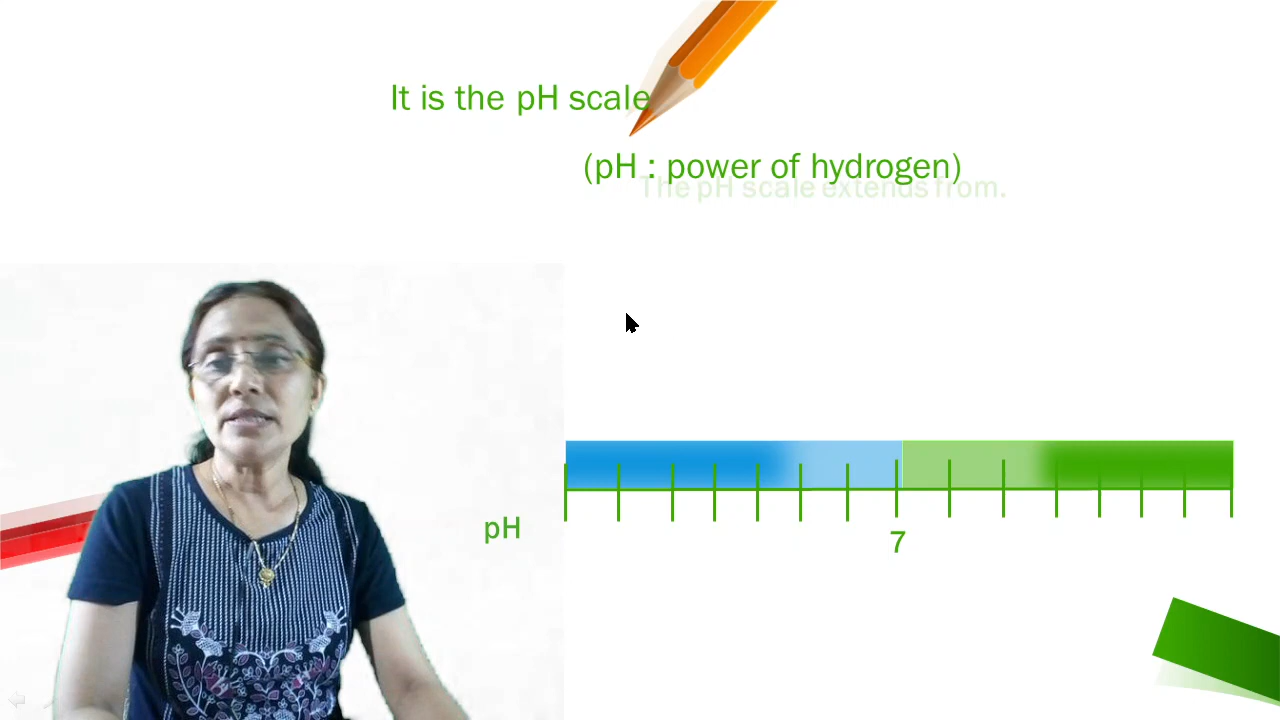 It is the pH scale
(pH : power of hydrogen)
The pH scale extends from.
pH
7